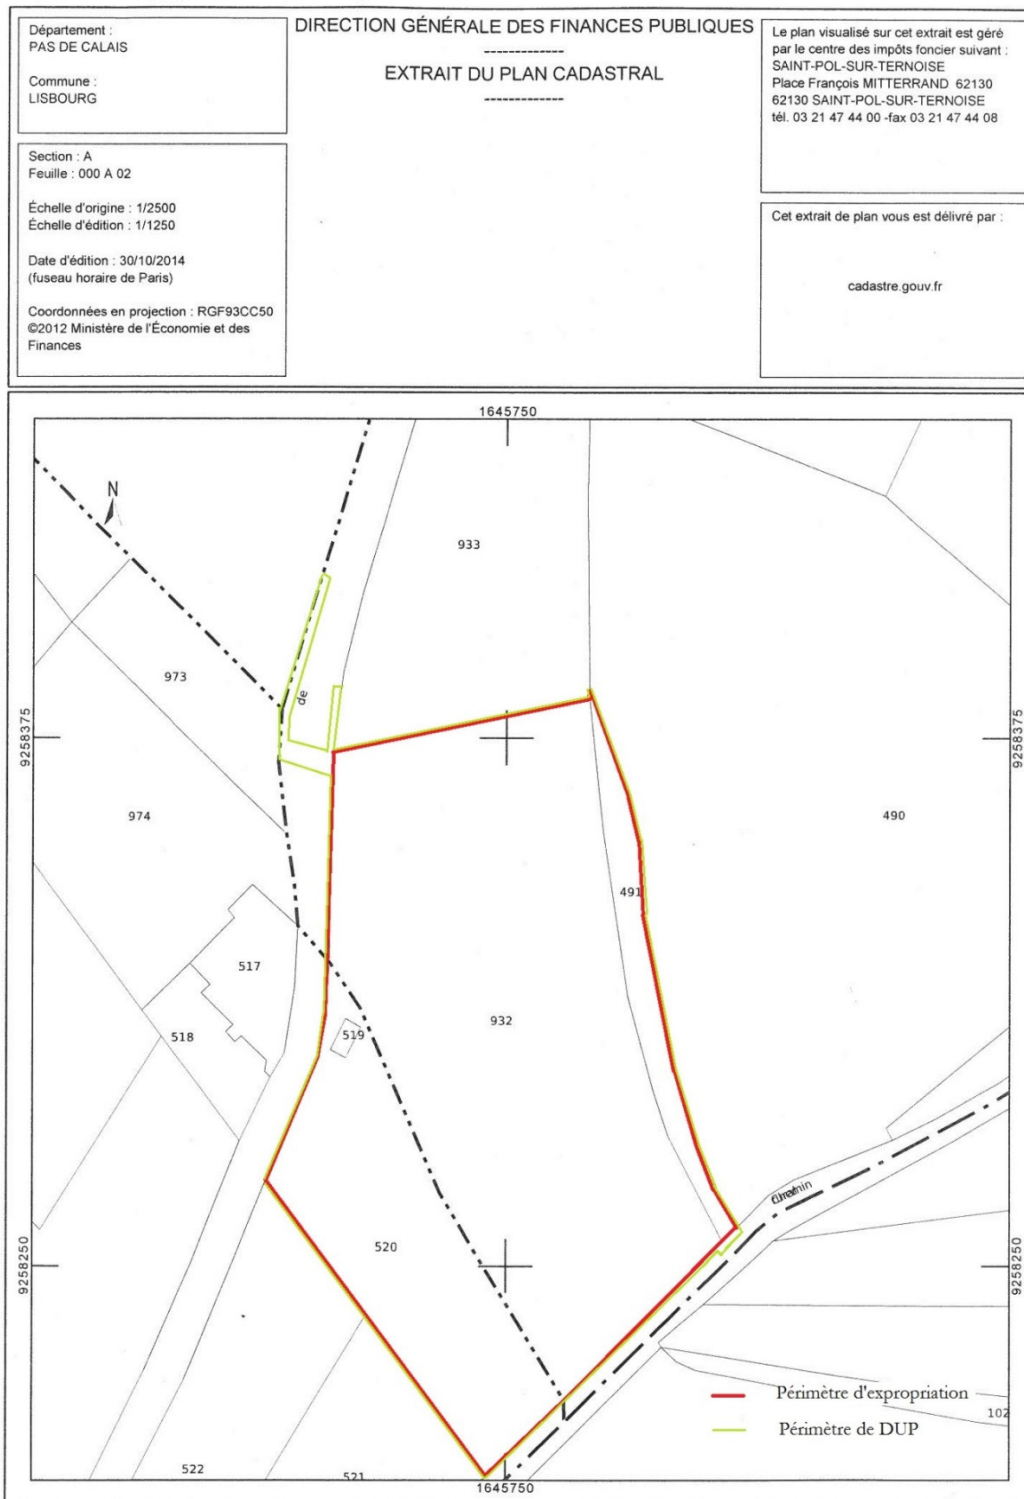 Département :
PAS DE CALAIS
Commune :
LISBOURG
Section : A
Feuille : 000 A 02
Échelle d'origine : 1/2500
Échelle d'édition : 1/1250
Date d'édition : 30/10/2014
(fuseau horaire de Paris)
Coordonnées en projection : RGF93CC50
©2012 Ministère de l'Économie et des
Finances
DIRECTION GÉNÉRALE DES FINANCES PUBLIQUES
-------------
EXTRAIT DU PLAN CADASTRAL
-------------
Le plan visualisé sur cet extrait est géré
par le centre des impôts foncier suivant :
SAINT-POL-SUR-TERNOISE
Place François MITTERRAND 62130
62130 SAINT-POL-SUR-TERNOISE
tél. 03 21 47 44 00 -fax 03 21 47 44 08
Cet extrait de plan vous est délivré par :
cadastre.gouv.fr
1645750
N
933
973
de
9258375
9258375
974
490
491
517
932
518
519
520
9258250
9258250
Périmètre d'expropriation
102
Périmètre de DUP
522
521
1645750